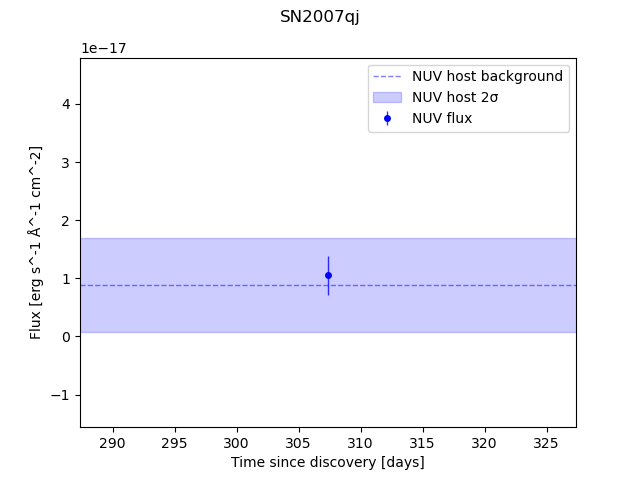 SN2007qj
1e−17
NUV host background
NUV host 2σ
NUV flux
4
3
2
1
0
−1
Flux [erg s^-1 Å^-1 cm^-2]
290 295 300 305 310 315 320 325
Time since discovery [days]